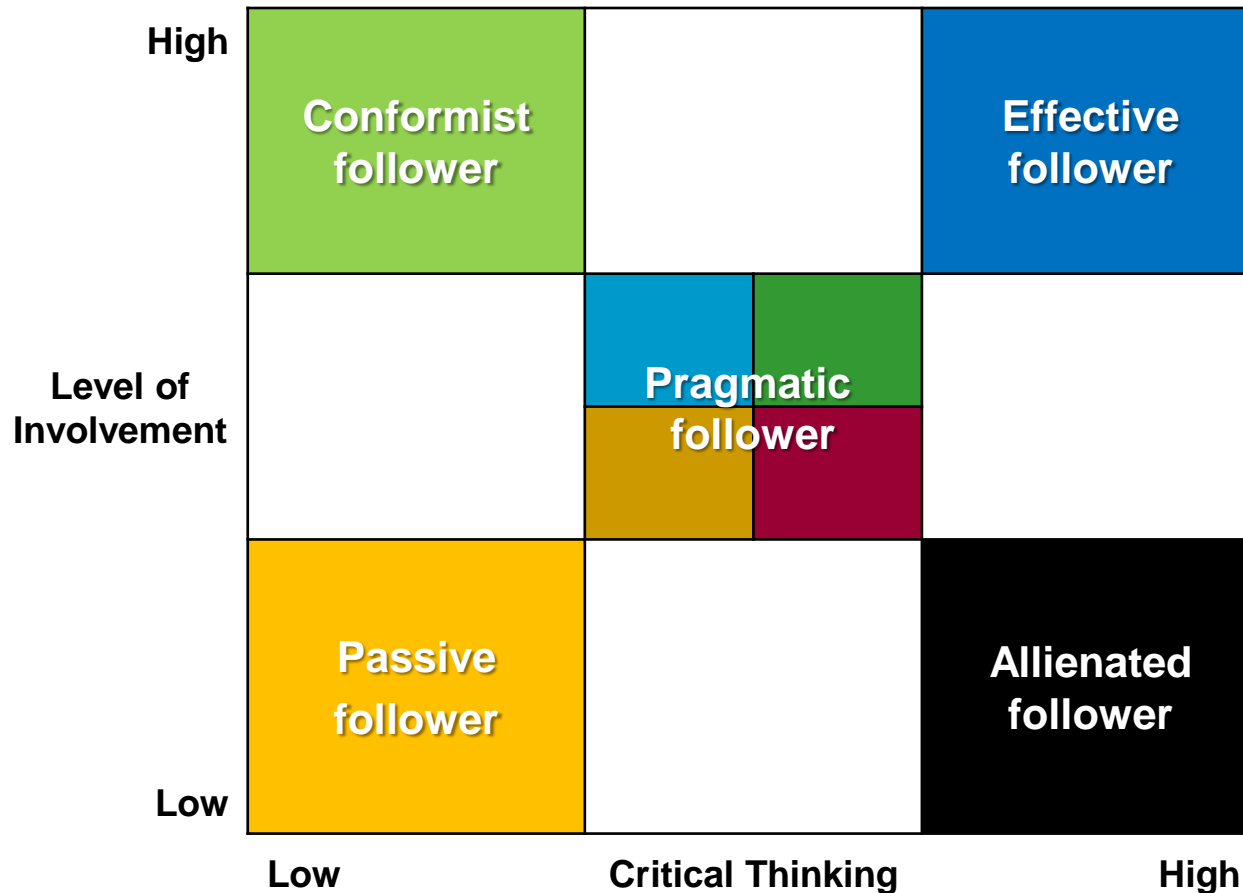 High
Conformist
follower
Effective
follower
Level of
Involvement
Pragmatic
follower
Passive
follower
Allienated
follower
Low
Low
Critical Thinking
High